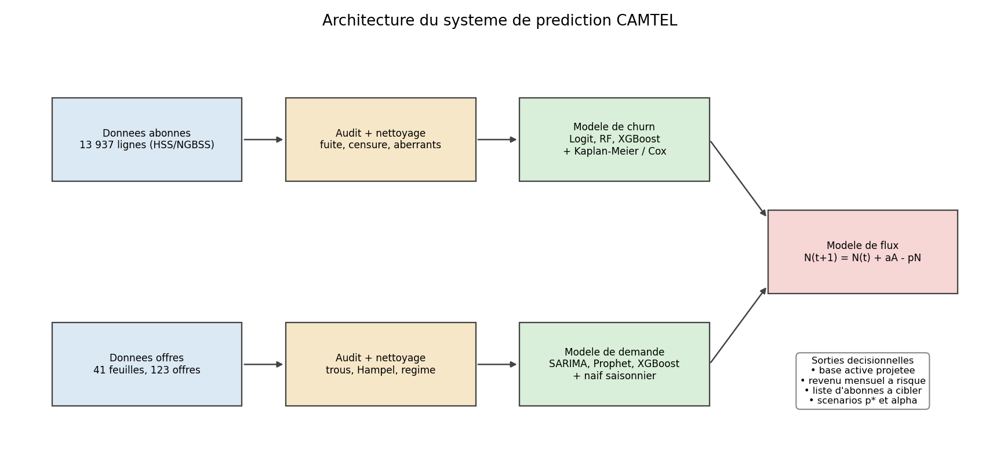 Architecture du systeme de prediction CAMTEL
Donnees abonnes
13 937 lignes (HSS/NGBSS)
Audit + nettoyage
fuite, censure, aberrants
Modele de churn
Logit, RF, XGBoost
+ Kaplan-Meier / Cox
Modele de flux
N(t+1) = N(t) + aA - pN
Donnees offres
41 feuilles, 123 offres
Audit + nettoyage
trous, Hampel, regime
Modele de demande
SARIMA, Prophet, XGBoost
+ naif saisonnier
Sorties decisionnelles
• base active projetee
• revenu mensuel a risque
• liste d'abonnes a cibler
• scenarios p* et alpha